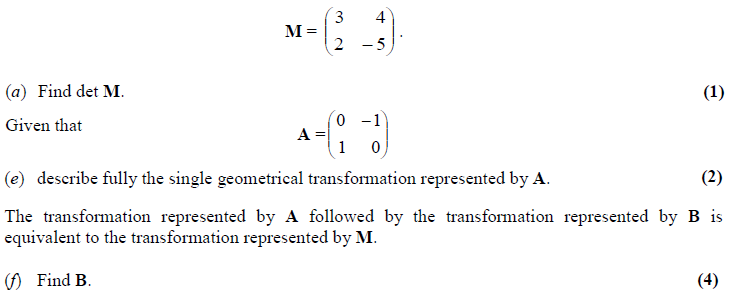 M = ( 3 4
2 − 5 ) .
(a) Find det M. (1)
Given that
A = ( 0 −1
1 0 )
(e) describe fully the single geometrical transformation represented by A. (2)
The transformation represented by A followed by the transformation represented by B is
equivalent to the transformation represented by M.
(f) Find B. (4)